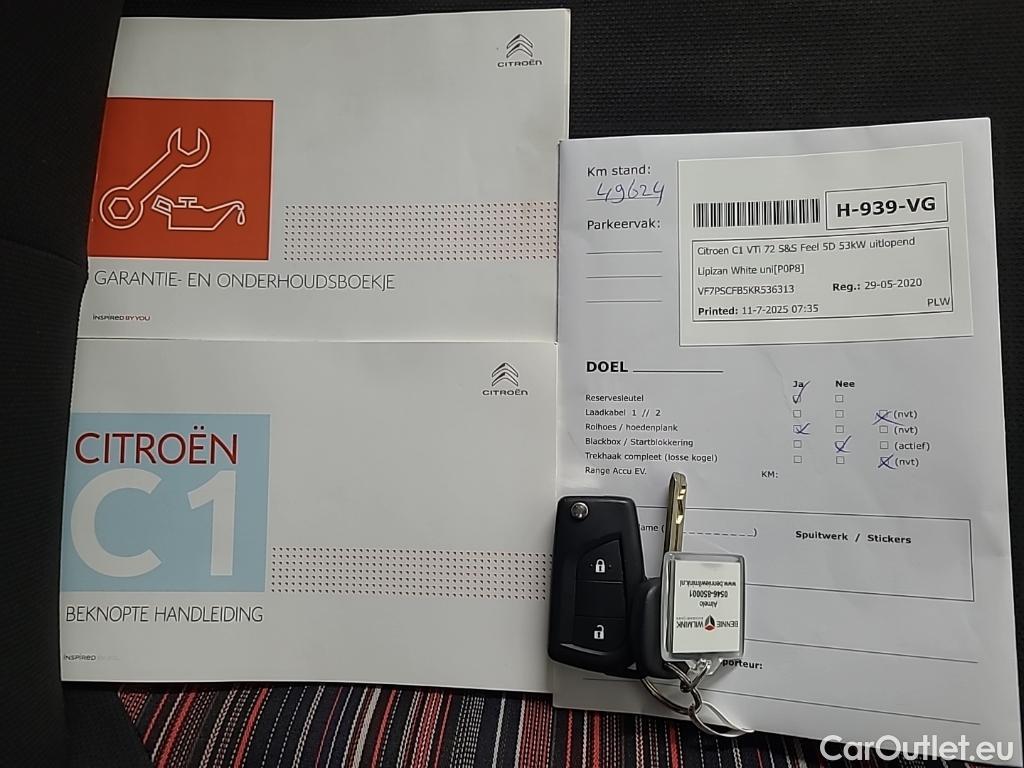 CITROËN
GARANTIE- EN ONDERHOUDSBOEKJE
INSPIRED BY YOU
CITROËN
CITROËN
C1
BEKNOPTE HANDLEIDING
INSPIRED BY YOU
Km stand:
49624
Parkeervak:
H-939-VG
Citroen C1 VTi 72 S&S Feel 5D 53kW uitlopend
Lipizan White uni[P0P8]
VF7PSCFB5KR536313 Reg.: 29-05-2020
Printed: 11-7-2025 07:35 PLW
DOEL
Ja Nee
Reservesleutel
Laadkabel 1 // 2 (nvt)
Rolhoes / hoedenplank (nvt)
Blackbox / Startblokkering (actief)
Trekhaak compleet (losse kogel) (nvt)
Range Accu EV. KM:
Spuitwerk / Stickers
BENNIE WILMINK
Almelo
0546-850001
www.benniewilmink.nl
porteur:
CarOutlet.eu